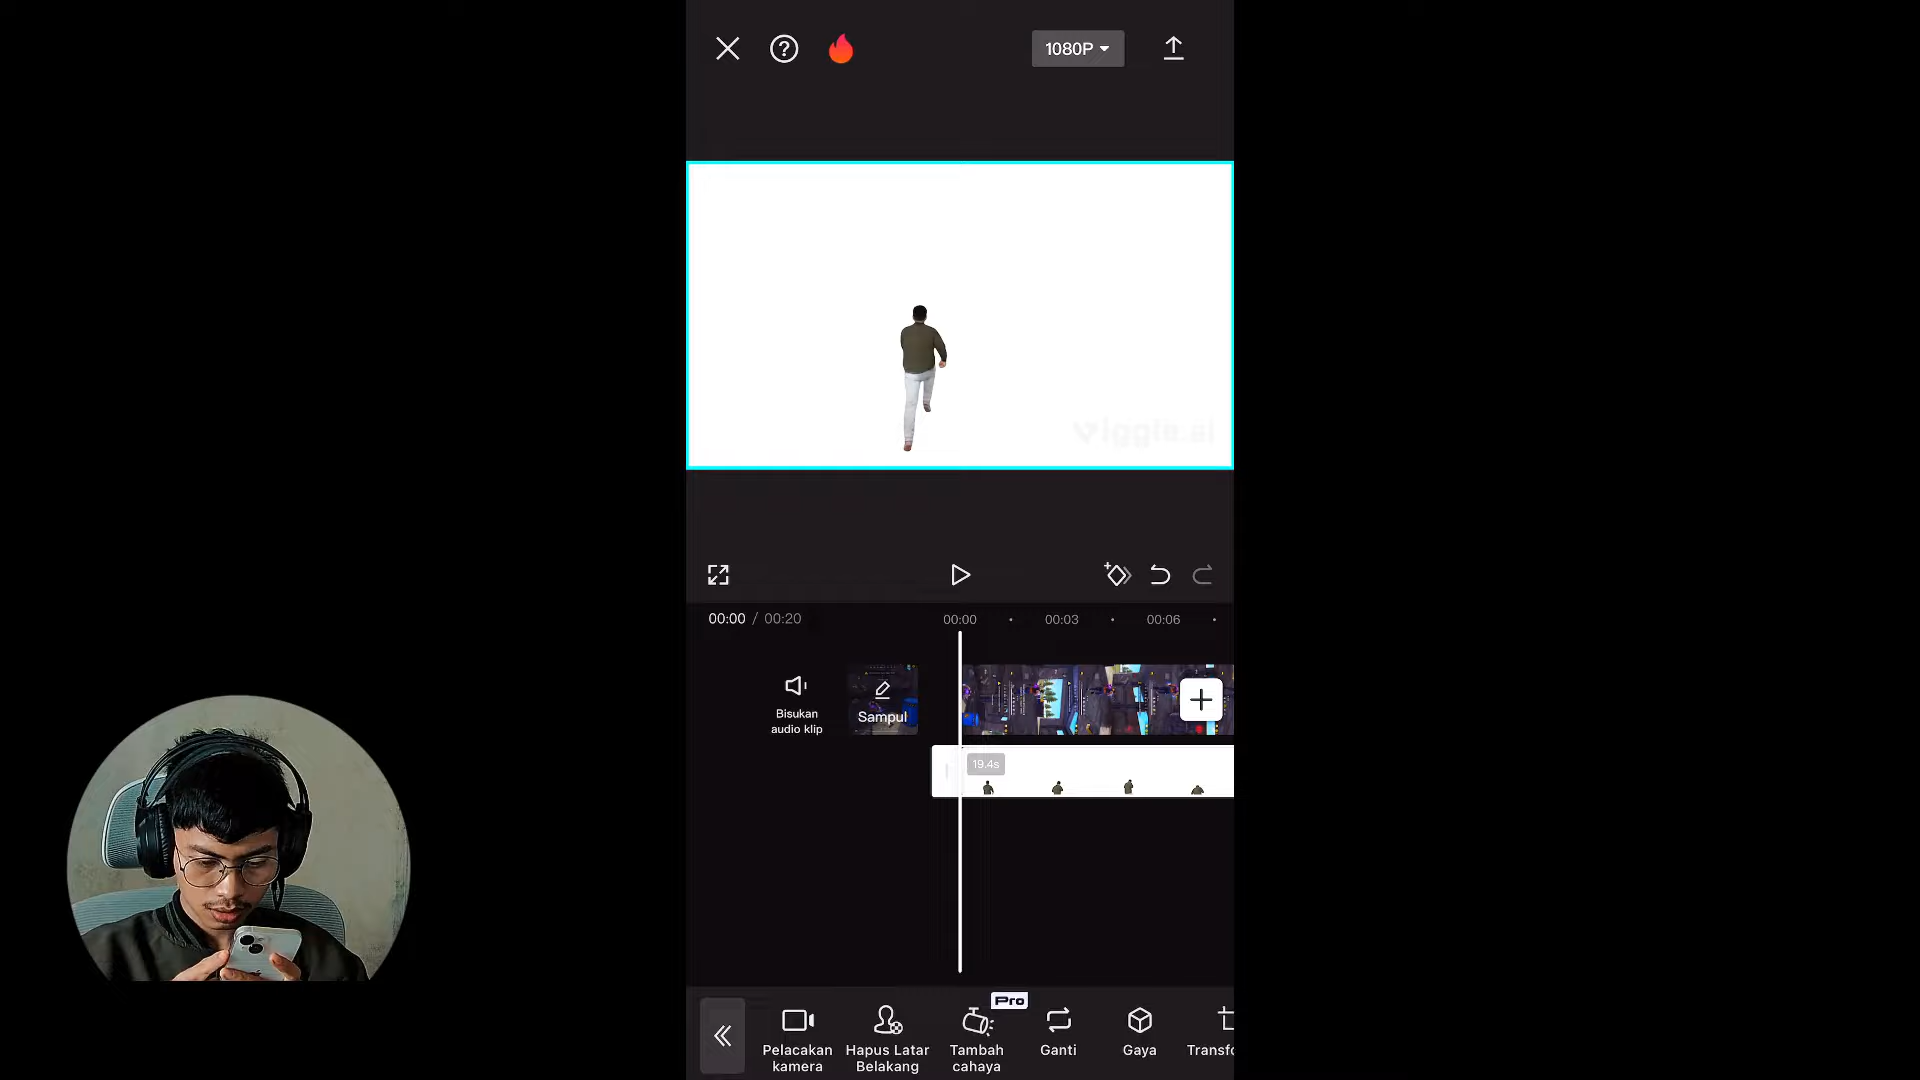 1080P
Viggle.ai
00:00 / 00:20
00:00
00:03
00:06
Bisukan
audio klip
Sampul
19.4s
Pro
Pelacakan
kamera
Hapus Latar
Belakang
Tambah
cahaya
Ganti
Gaya
Transfo